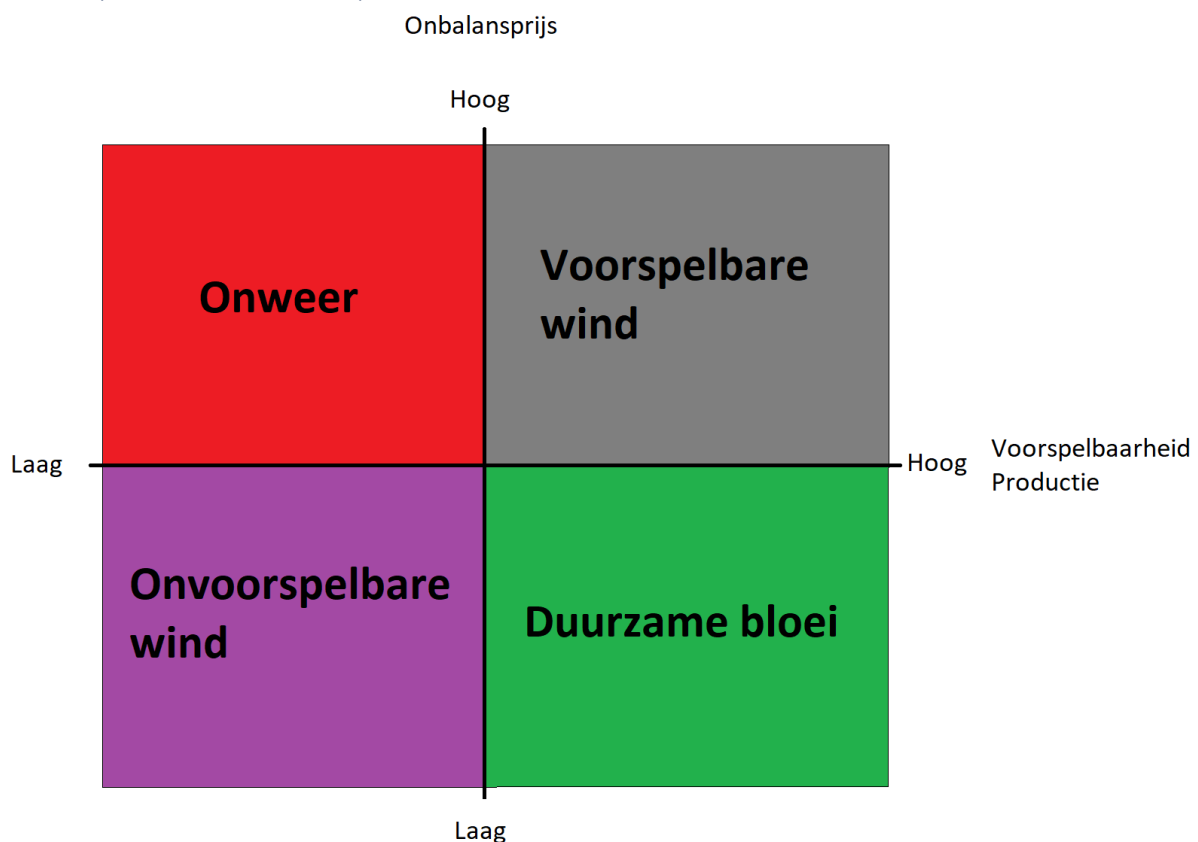 Onbalansprijs
Hoog
Onweer
Voorspelbare
wind
Laag
Hoog
Voorspelbaarheid
Productie
Onvoorspelbare
wind
Duurzame bloei
Laag